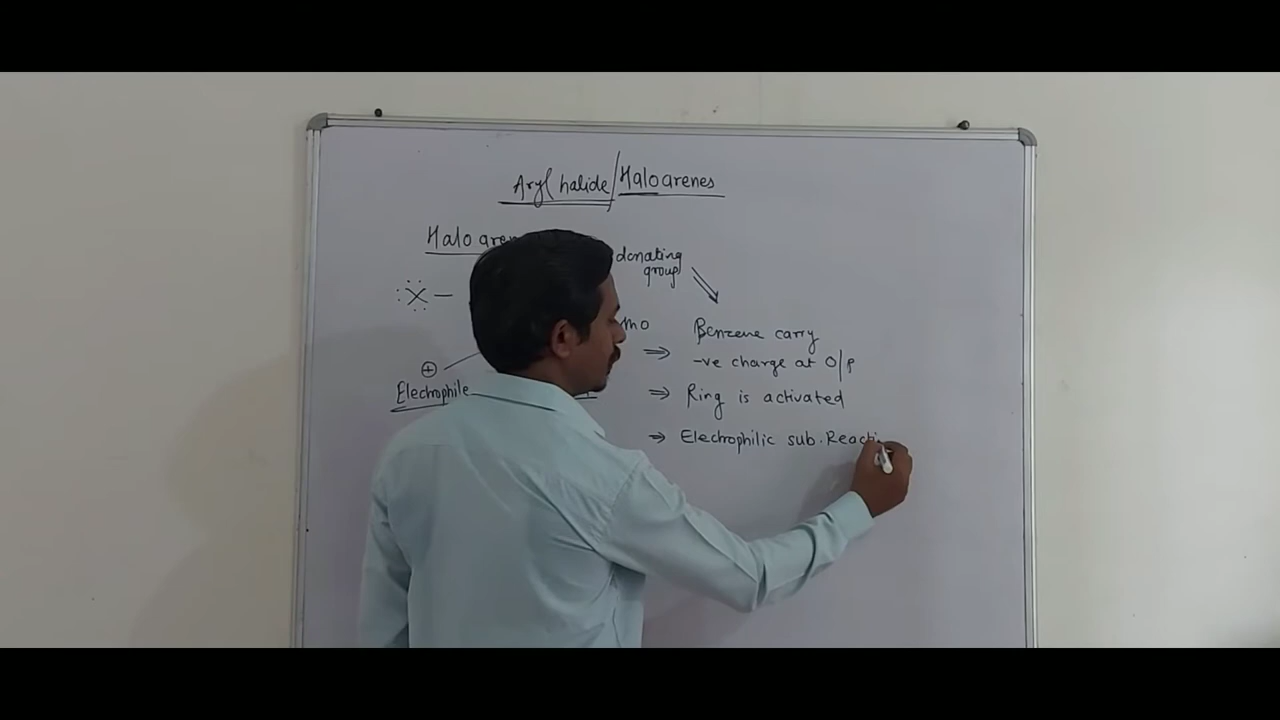 Aryl halide/Haloarenes
Halo aren
donating
group
:X—
mo
Benzene carry
⊕
⇒ -ve charge at O/p
Electrophile
⇒ Ring is activated
⇒ Electrophilic sub. Reacti